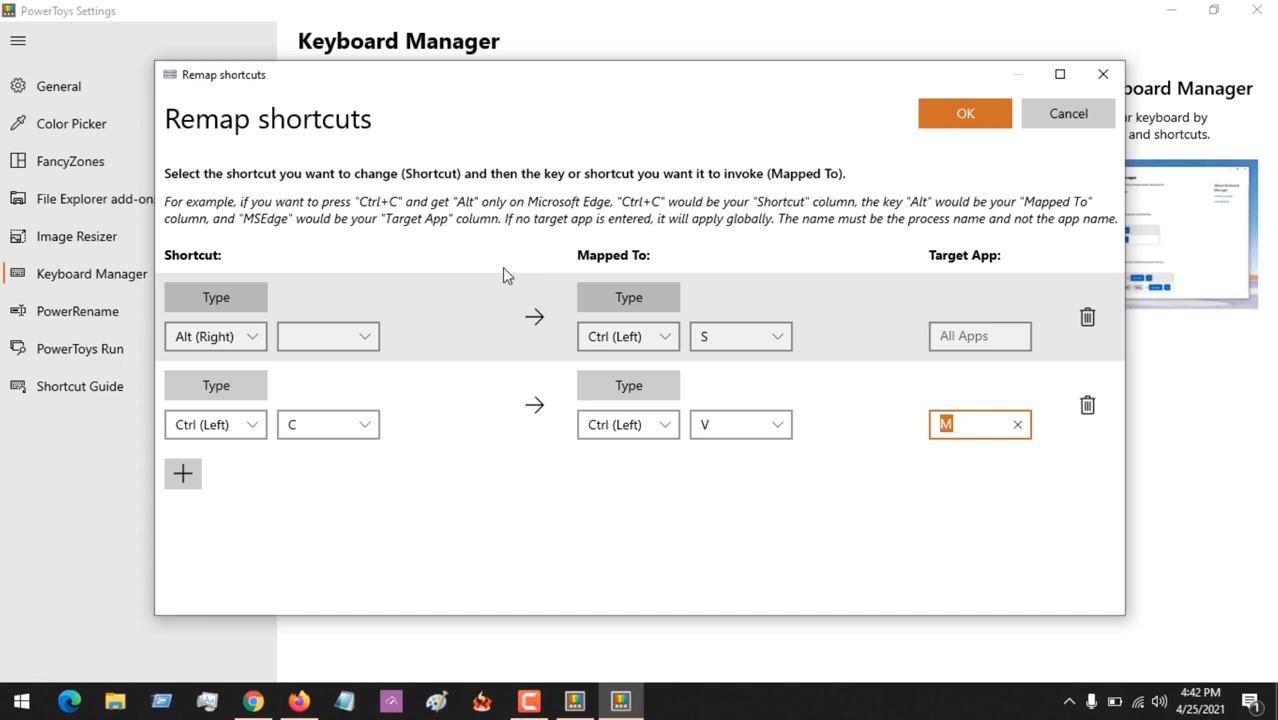 PowerToys Settings
Keyboard Manager
General
Color Picker
FancyZones
File Explorer add-on
Image Resizer
Keyboard Manager
PowerRename
PowerToys Run
Shortcut Guide
Remap shortcuts
Remap shortcuts
OK
Cancel
Select the shortcut you want to change (Shortcut) and then the key or shortcut you want it to invoke (Mapped To).
For example, if you want to press "Ctrl+C" and get "Alt" only on Microsoft Edge, "Ctrl+C" would be your "Shortcut" column, the key "Alt" would be your "Mapped To"
column, and "MSEdge" would be your "Target App" column. If no target app is entered, it will apply globally. The name must be the process name and not the app name.
Shortcut: Mapped To: Target App:
Type Type
Alt (Right) Ctrl (Left) S All Apps
Type Type
Ctrl (Left) C Ctrl (Left) V M
board Manager
r keyboard by
and shortcuts.
4:42 PM
4/25/2021
1